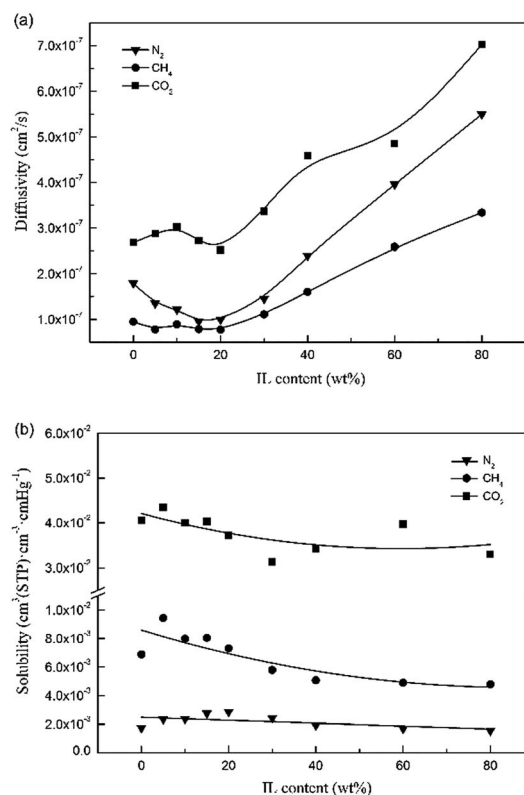 (a)
N₂
CH₄
CO₂
7.0x10⁻⁷
6.0x10⁻⁷
5.0x10⁻⁷
4.0x10⁻⁷
3.0x10⁻⁷
2.0x10⁻⁷
1.0x10⁻⁷
Diffusivity (cm²/s)
0 20 40 60 80
IL content (wt%)
(b)
N₂
CH₄
CO₂
6.0x10⁻²
5.0x10⁻²
4.0x10⁻²
3.0x10⁻²
1.0x10⁻²
8.0x10⁻³
6.0x10⁻³
4.0x10⁻³
2.0x10⁻³
0.0
Solubility (cm³(STP)·cm⁻³·cmHg⁻¹)
0 20 40 60 80
IL content (wt%)